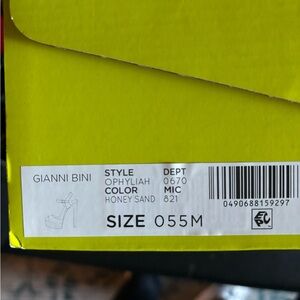 GIANNI BINI
STYLE DEPT
OPHYLIAH 0670
COLOR MIC
HONEY SAND 821
SIZE 055M
0490688159297